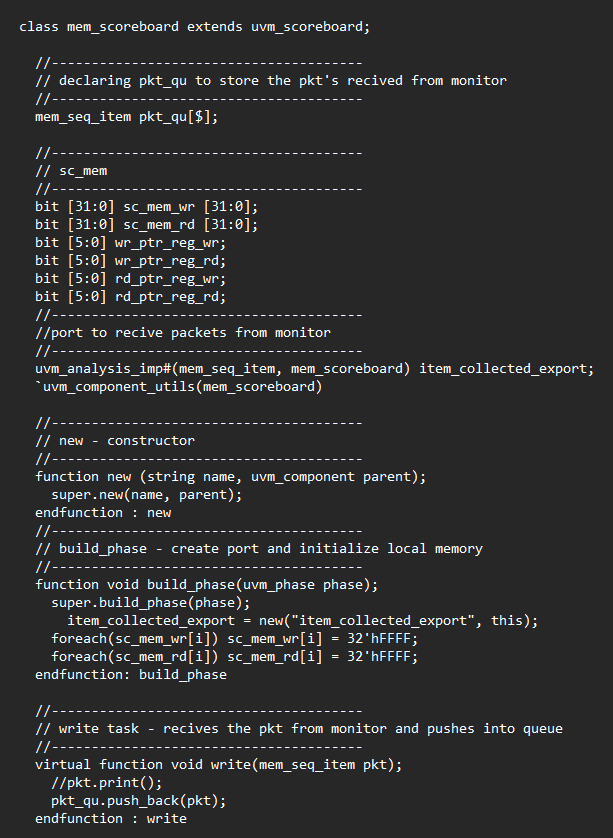 class mem_scoreboard extends uvm_scoreboard;
//---------------------------------------
// declaring pkt_qu to store the pkt's recived from monitor
//---------------------------------------
mem_seq_item pkt_qu[$];
//---------------------------------------
// sc_mem
//---------------------------------------
bit [31:0] sc_mem_wr [31:0];
bit [31:0] sc_mem_rd [31:0];
bit [5:0] wr_ptr_reg_wr;
bit [5:0] wr_ptr_reg_rd;
bit [5:0] rd_ptr_reg_wr;
bit [5:0] rd_ptr_reg_rd;
//---------------------------------------
//port to recive packets from monitor
//---------------------------------------
uvm_analysis_imp#(mem_seq_item, mem_scoreboard) item_collected_export;
`uvm_component_utils(mem_scoreboard)
//---------------------------------------
// new - constructor
//---------------------------------------
function new (string name, uvm_component parent);
super.new(name, parent);
endfunction : new
//---------------------------------------
// build_phase - create port and initialize local memory
//---------------------------------------
function void build_phase(uvm_phase phase);
super.build_phase(phase);
item_collected_export = new("item_collected_export", this);
foreach(sc_mem_wr[i]) sc_mem_wr[i] = 32'hFFFF;
foreach(sc_mem_rd[i]) sc_mem_rd[i] = 32'hFFFF;
endfunction: build_phase
//---------------------------------------
// write task - recives the pkt from monitor and pushes into queue
//---------------------------------------
virtual function void write(mem_seq_item pkt);
//pkt.print();
pkt_qu.push_back(pkt);
endfunction : write